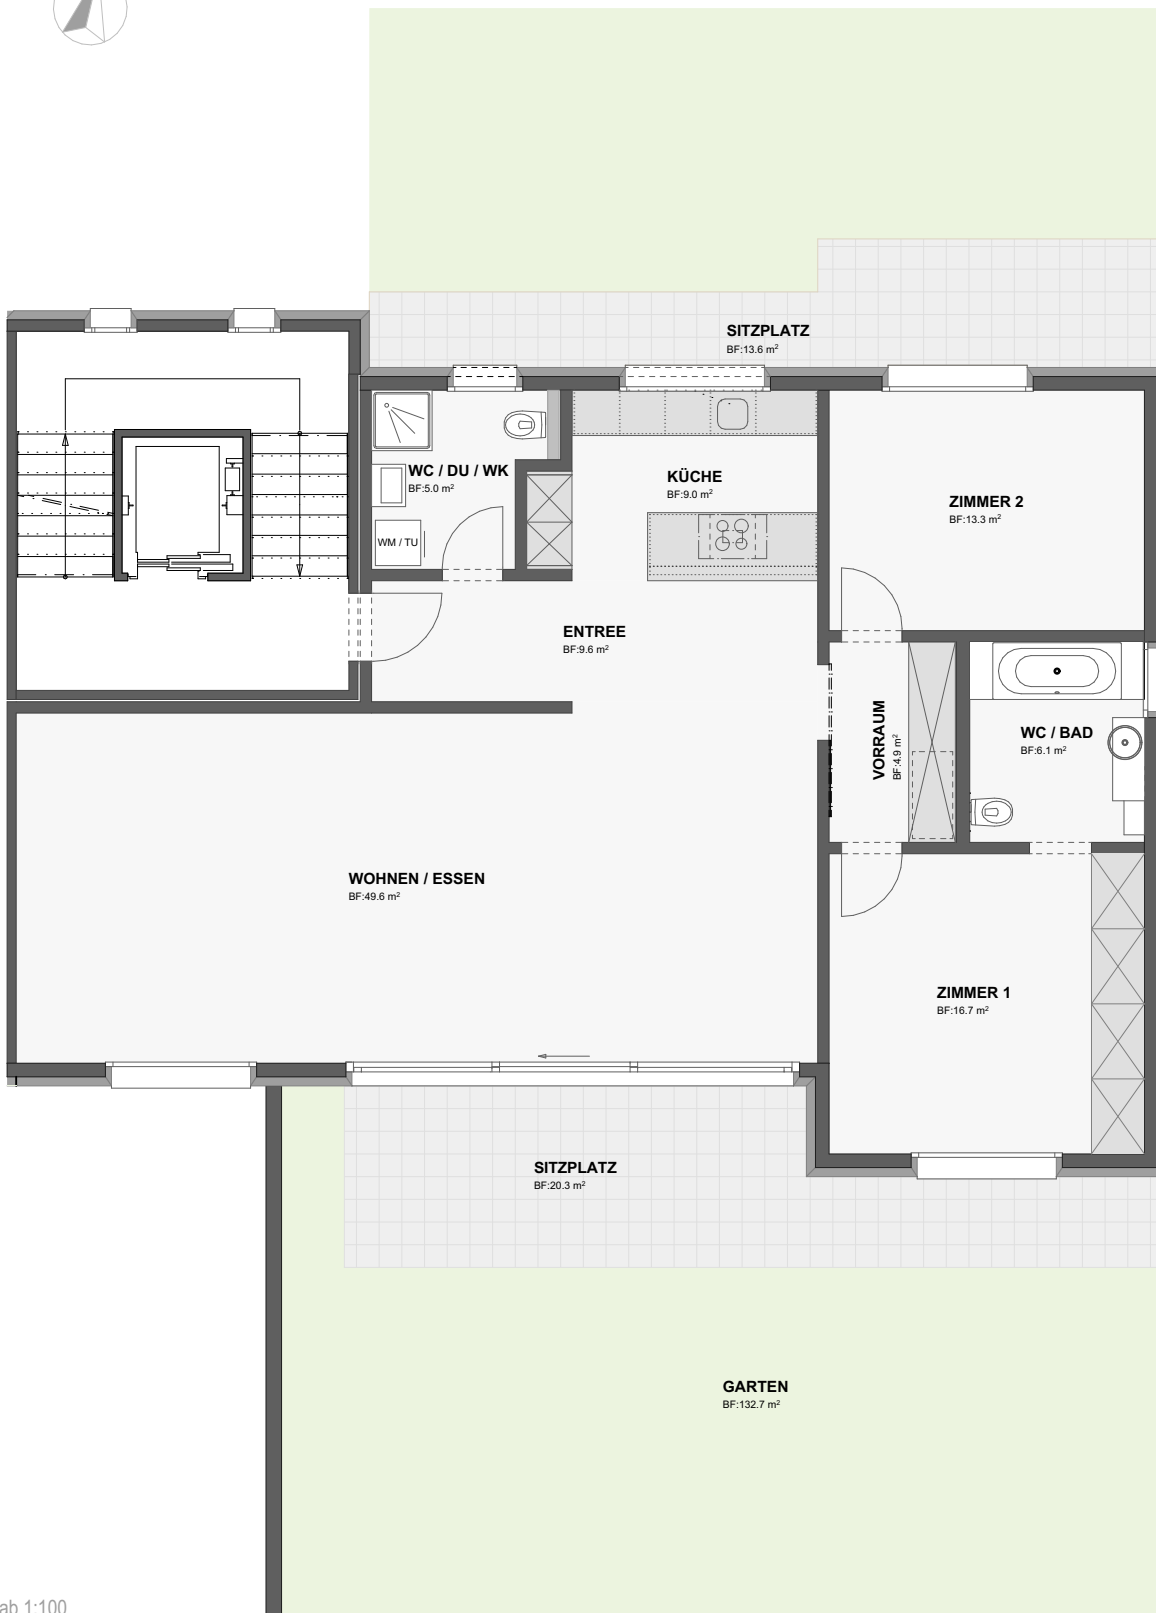 SITZPLATZ
BF:13.6 m²
WC / DU / WK
BF:5.0 m²
KÜCHE
BF:9.0 m²
ZIMMER 2
BF:13.3 m²
WM / TU
ENTREE
BF:9.6 m²
VORRAUM
BF:4.9 m²
WC / BAD
BF:6.1 m²
WOHNEN / ESSEN
BF:49.6 m²
ZIMMER 1
BF:16.7 m²
SITZPLATZ
BF:20.3 m²
GARTEN
BF:132.7 m²
ab 1:100